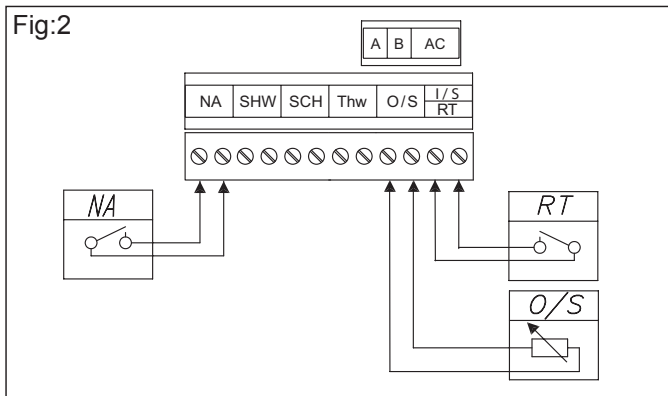 Fig:2
A B AC
NA SHW SCH Thw O/S I/S
RT
NA
RT
O/S